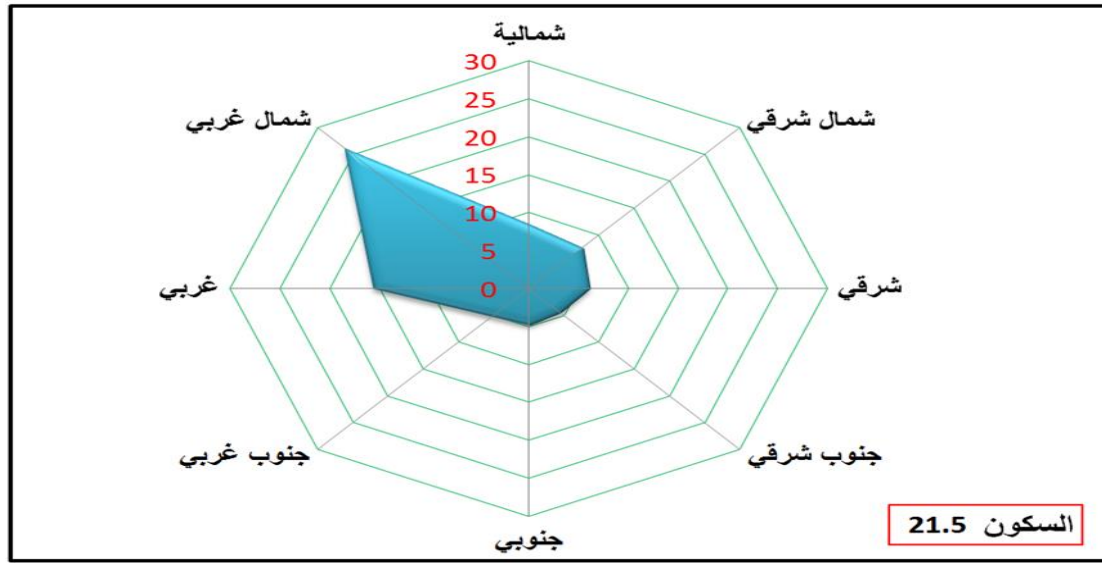 شمالية
30
25
20
15
10
5
0
شمال غربي
شمال شرقي
غربي
شرقي
جنوب غربي
جنوب شرقي
جنوبي
السكون 21.5